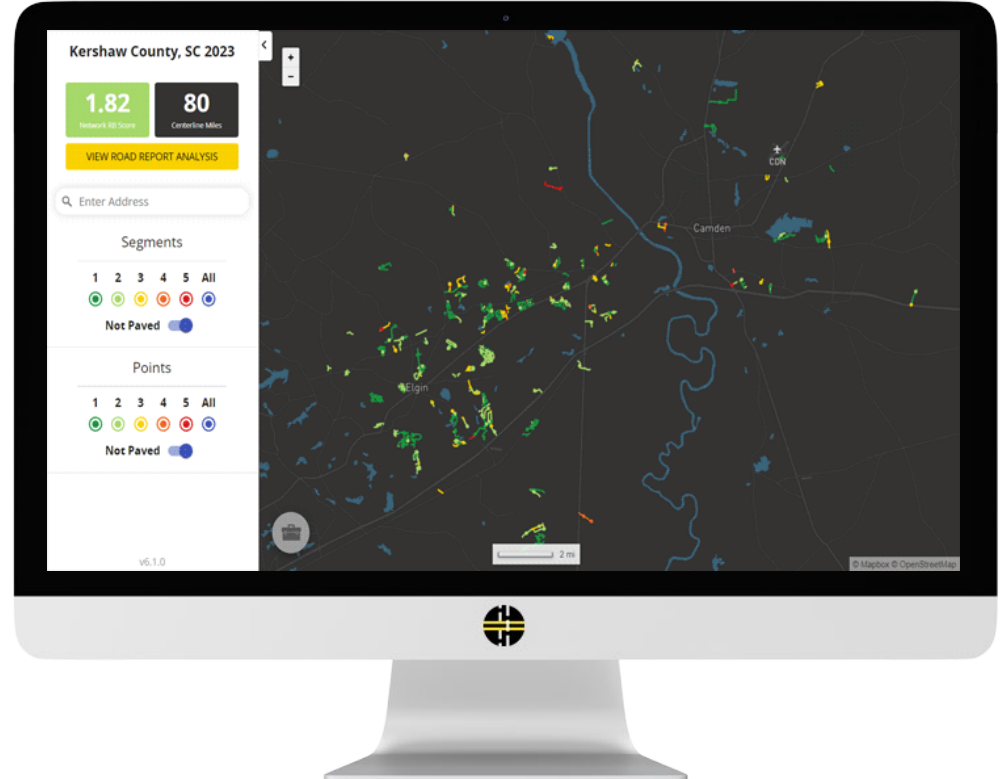 Kershaw County, SC 2023
1.82
Network RB Score
80
Centerline Miles
VIEW ROAD REPORT ANALYSIS
Enter Address
Segments
1 2 3 4 5 All
Not Paved
Points
1 2 3 4 5 All
Not Paved
v6.1.0
+
−
CDN
Camden
Elgin
2 mi
© Mapbox © OpenStreetMap